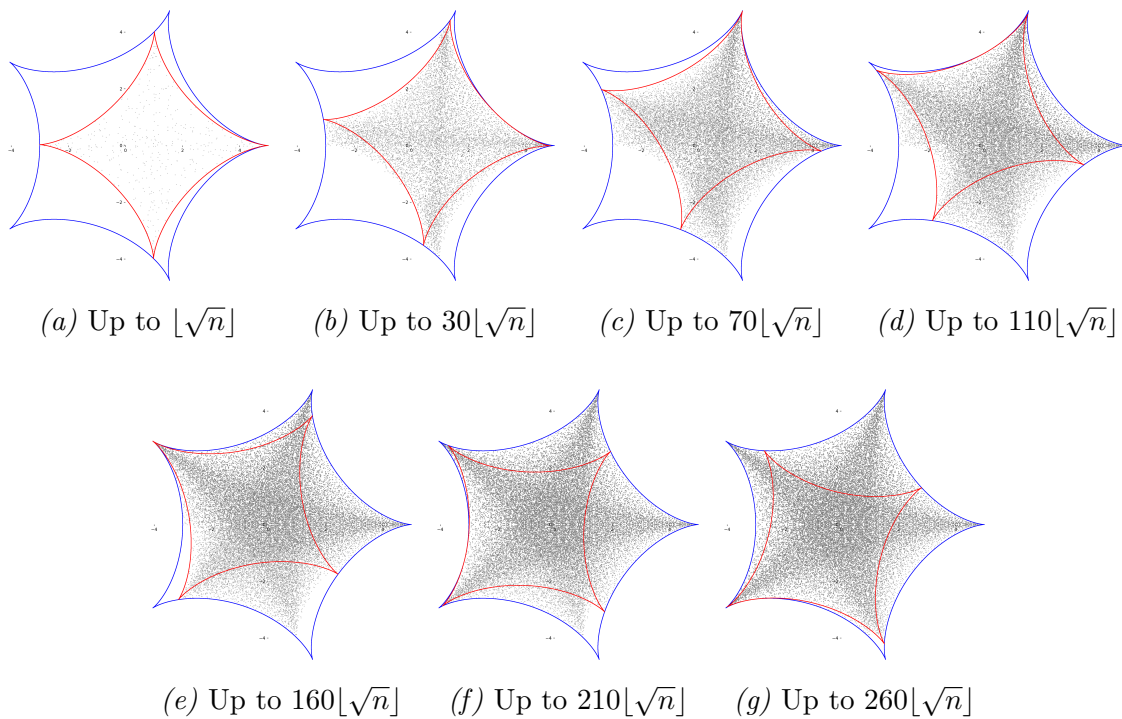 (a) Up to ⌊√n⌋
(b) Up to 30⌊√n⌋
(c) Up to 70⌊√n⌋
(d) Up to 110⌊√n⌋
(e) Up to 160⌊√n⌋
(f) Up to 210⌊√n⌋
(g) Up to 260⌊√n⌋